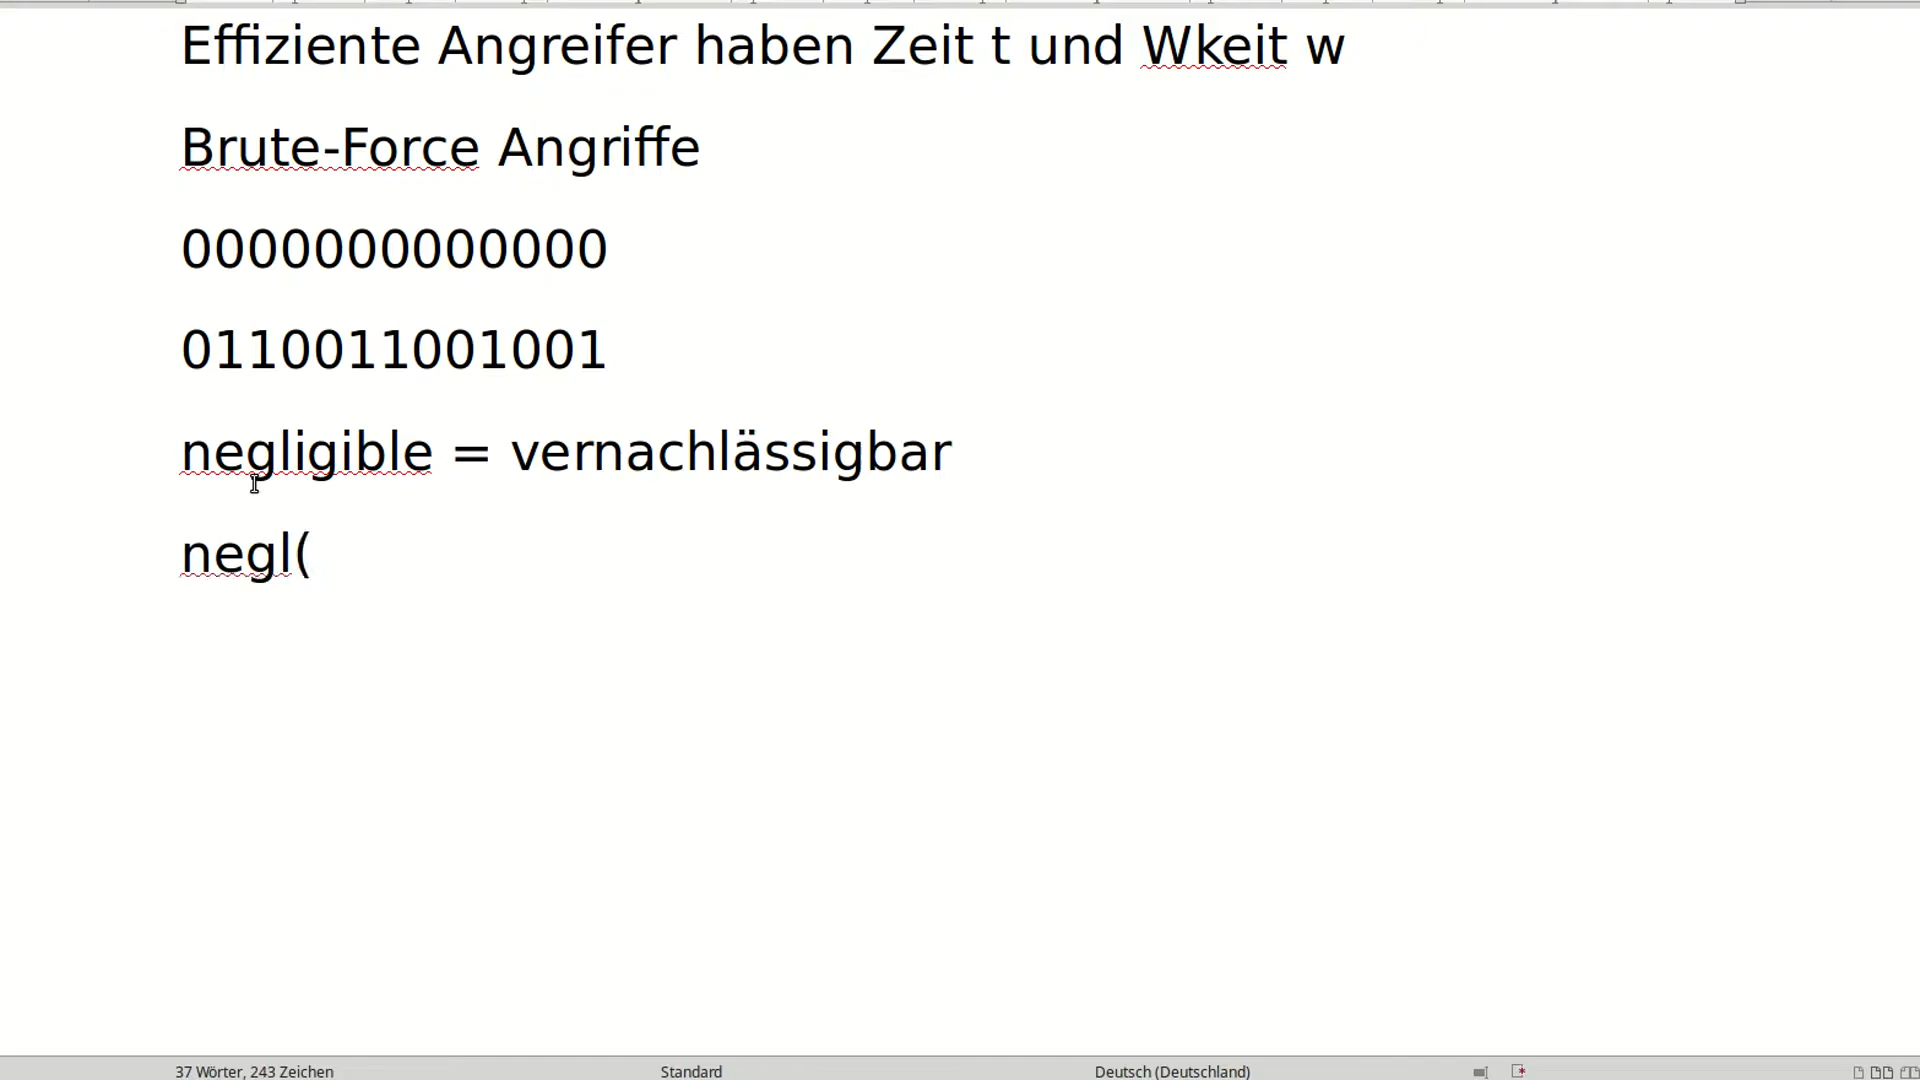 Effiziente Angreifer haben Zeit t und Wkeit w
Brute-Force Angriffe
0000000000000
0110011001001
negligible = vernachlässigbar
negl(
37 Wörter, 243 Zeichen Standard Deutsch (Deutschland)